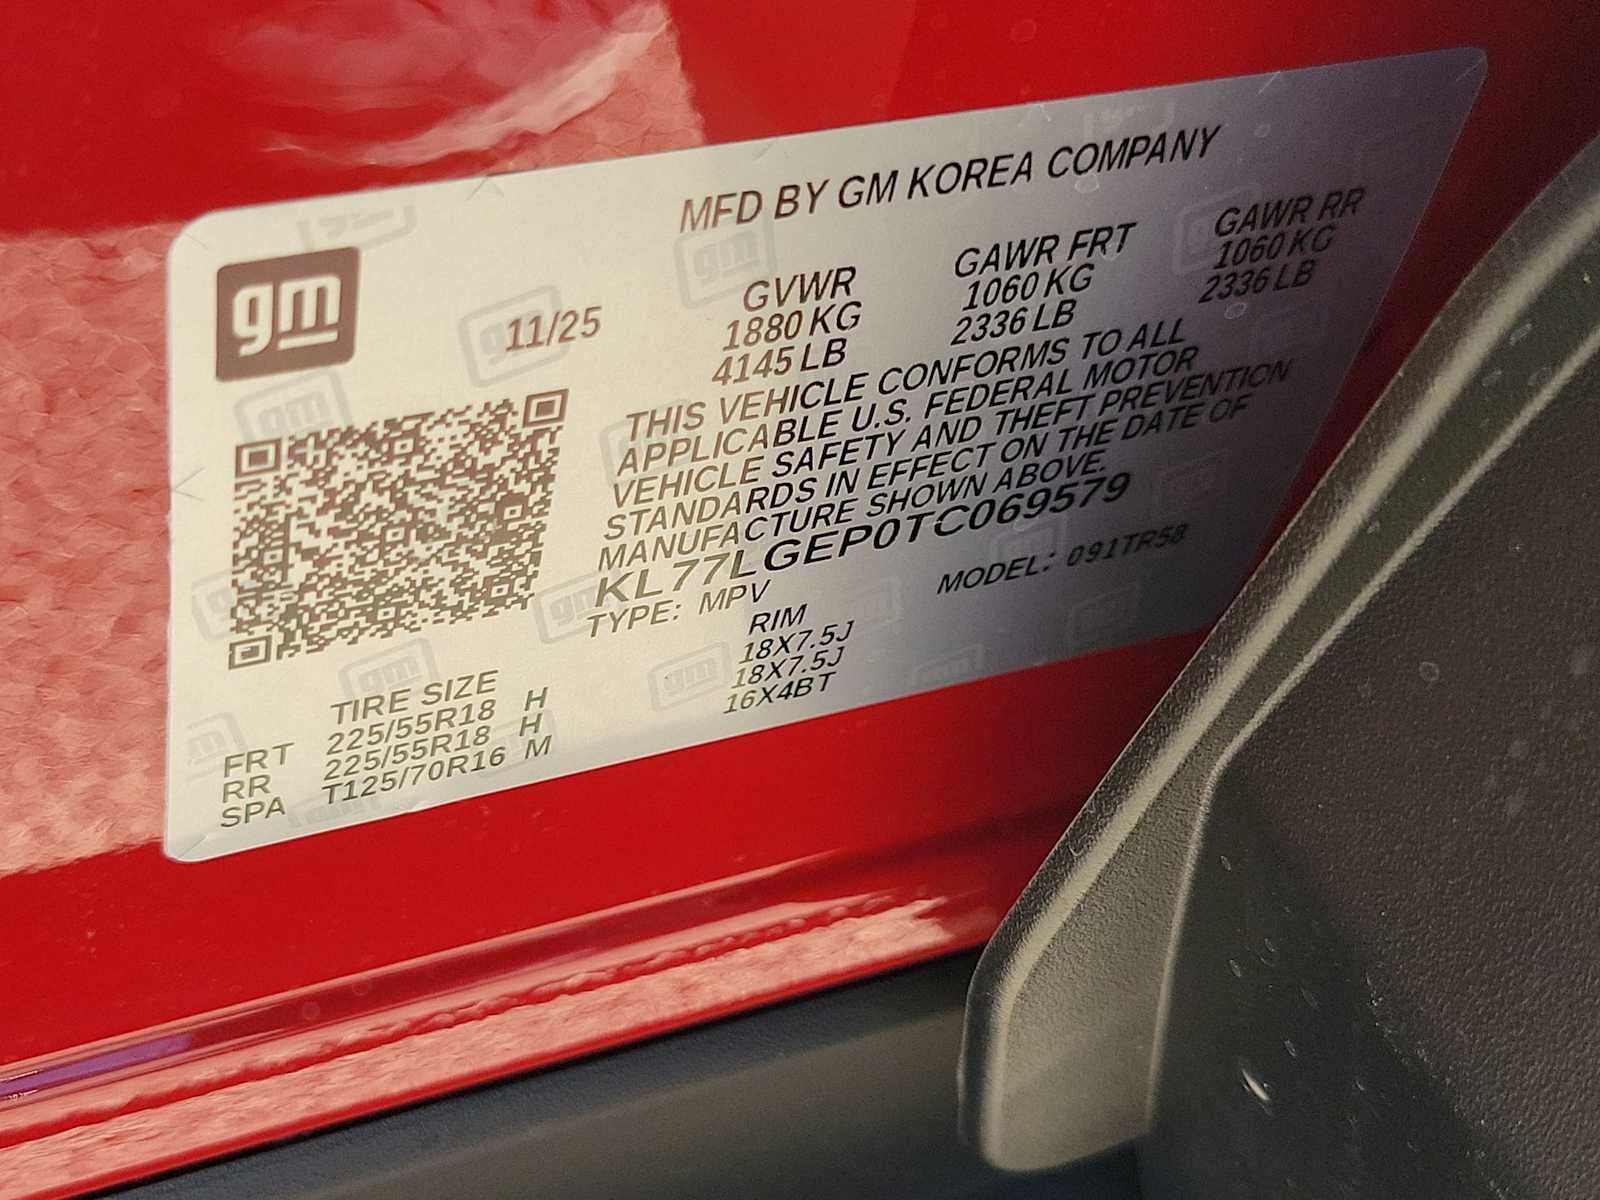 gm
MFD BY GM KOREA COMPANY
11/25
GVWR
1880 KG
4145 LB
GAWR FRT
1060 KG
2336 LB
GAWR RR
1060 KG
2336 LB
THIS VEHICLE CONFORMS TO ALL
APPLICABLE U.S. FEDERAL MOTOR
VEHICLE SAFETY AND THEFT PREVENTION
STANDARDS IN EFFECT ON THE DATE OF
MANUFACTURE SHOWN ABOVE.
KL77LGEP0TC069579
TYPE: MPV MODEL: 091TR58
TIRE SIZE RIM
FRT 225/55R18 H 18X7.5J
RR 225/55R18 H 18X7.5J
SPA T125/70R16 M 16X4BT